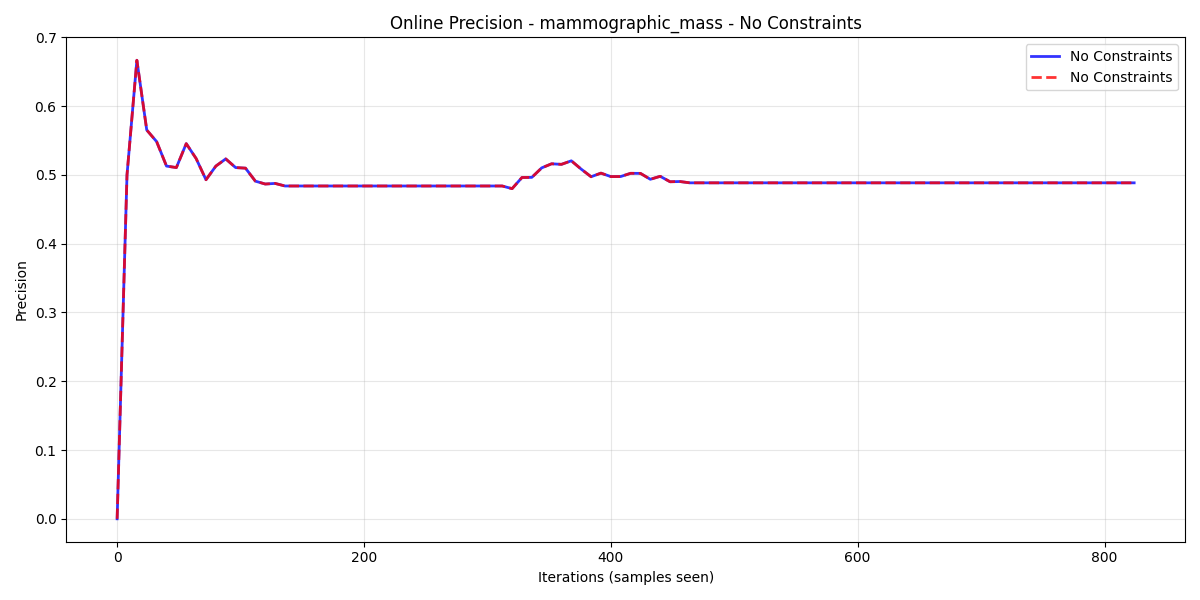 Online Precision - mammographic_mass - No Constraints
No Constraints
No Constraints
Precision
0.7
0.6
0.5
0.4
0.3
0.2
0.1
0.0
0 200 400 600 800
Iterations (samples seen)